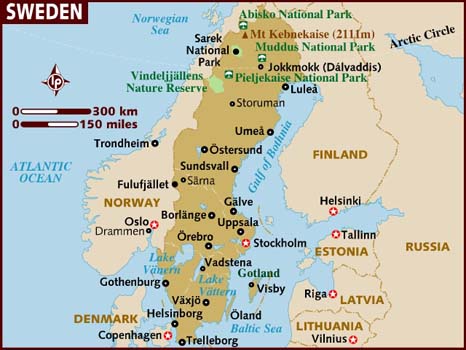 SWEDEN
Norwegian
Sea
Abisko National Park
Mt Kebnekaise (2111m)
Sarek
National
Park
Muddus National Park
Arctic Circle
Jokkmokk (Dálvaddis)
Vindeljjällens
Nature Reserve
Pieljekaise National Park
Luleå
LP
Storuman
0 300 km
0 150 miles
Umeå
Trondheim
Östersund
Gulf of Bothnia
FINLAND
ATLANTIC
OCEAN
Sundsvall
Särna
Fulufjället
NORWAY
Gälve
Helsinki
Oslo
Borlänge
Uppsala
Drammen
Tallinn
Örebro
Stockholm
ESTONIA
RUSSIA
Lake
Vänern
Vadstena
Lake
Vättern
Gotland
Gothenburg
Visby
Riga
LATVIA
Växjö
DENMARK
Helsinborg
Öland
Baltic Sea
LITHUANIA
Copenhagen
Trelleborg
Vilnius